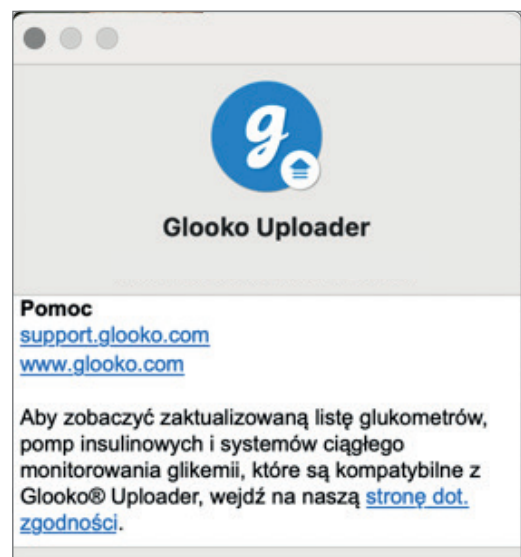 g
Glooko Uploader
Pomoc
support.glooko.com
www.glooko.com
Aby zobaczyć zaktualizowaną listę glukometrów,
pomp insulinowych i systemów ciągłego
monitorowania glikemii, które są kompatybilne z
Glooko® Uploader, wejdź na naszą stronę dot.
zgodności.